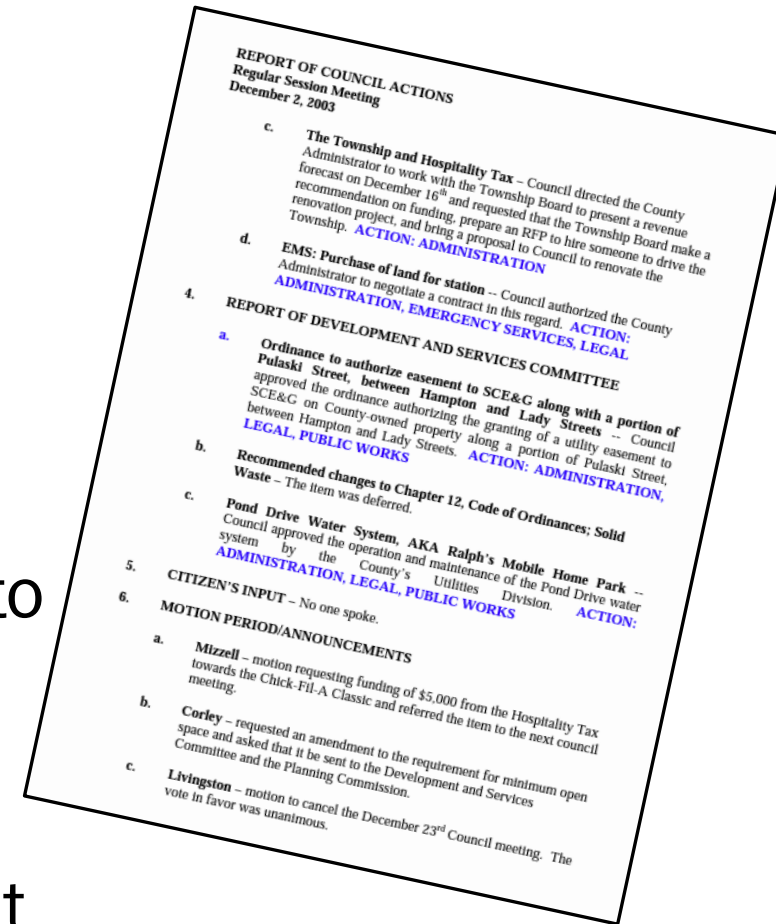 REPORT OF COUNCIL ACTIONS
Regular Session Meeting
December 2, 2003
c. The Township and Hospitality Tax – Council directed the County
Administrator to work with the Township Board to present a revenue
forecast on December 16th and requested that the Township Board make a
recommendation on funding, prepare an RFP to hire someone to drive the
renovation project, and bring a proposal to Council to renovate the
Township. ACTION: ADMINISTRATION
d. EMS: Purchase of land for station -- Council authorized the County
Administrator to negotiate a contract in this regard. ACTION:
ADMINISTRATION, EMERGENCY SERVICES, LEGAL
4. REPORT OF DEVELOPMENT AND SERVICES COMMITTEE
a. Ordinance to authorize easement to SCE&G along with a portion of
Pulaski Street, between Hampton and Lady Streets -- Council
approved the ordinance authorizing the granting of a utility easement to
SCE&G on County-owned property along a portion of Pulaski Street,
between Hampton and Lady Streets. ACTION: ADMINISTRATION,
LEGAL, PUBLIC WORKS
b. Recommended changes to Chapter 12, Code of Ordinances; Solid
Waste – The item was deferred.
c. Pond Drive Water System, AKA Ralph's Mobile Home Park --
Council approved the operation and maintenance of the Pond Drive water
system by the County's Utilities Division. ACTION:
ADMINISTRATION, LEGAL, PUBLIC WORKS
5. CITIZEN'S INPUT – No one spoke.
6. MOTION PERIOD/ANNOUNCEMENTS
a. Mizzell – motion requesting funding of $5,000 from the Hospitality Tax
towards the Chick-Fil-A Classic and referred the item to the next council
meeting.
b. Corley – requested an amendment to the requirement for minimum open
space and asked that it be sent to the Development and Services
Committee and the Planning Commission.
c. Livingston – motion to cancel the December 23rd Council meeting. The
vote in favor was unanimous.
to
t